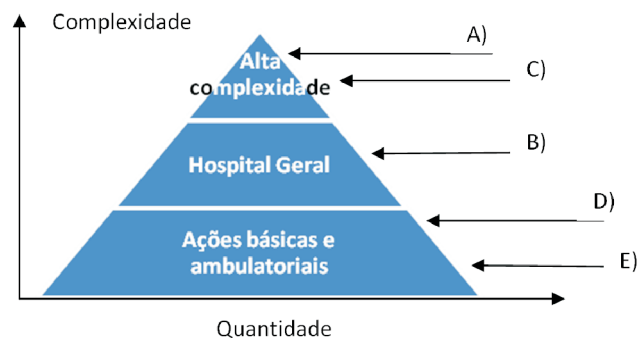 Complexidade
A)
Alta
complexidade
C)
Hospital Geral
B)
D)
Ações básicas e
ambulatoriais
E)
Quantidade